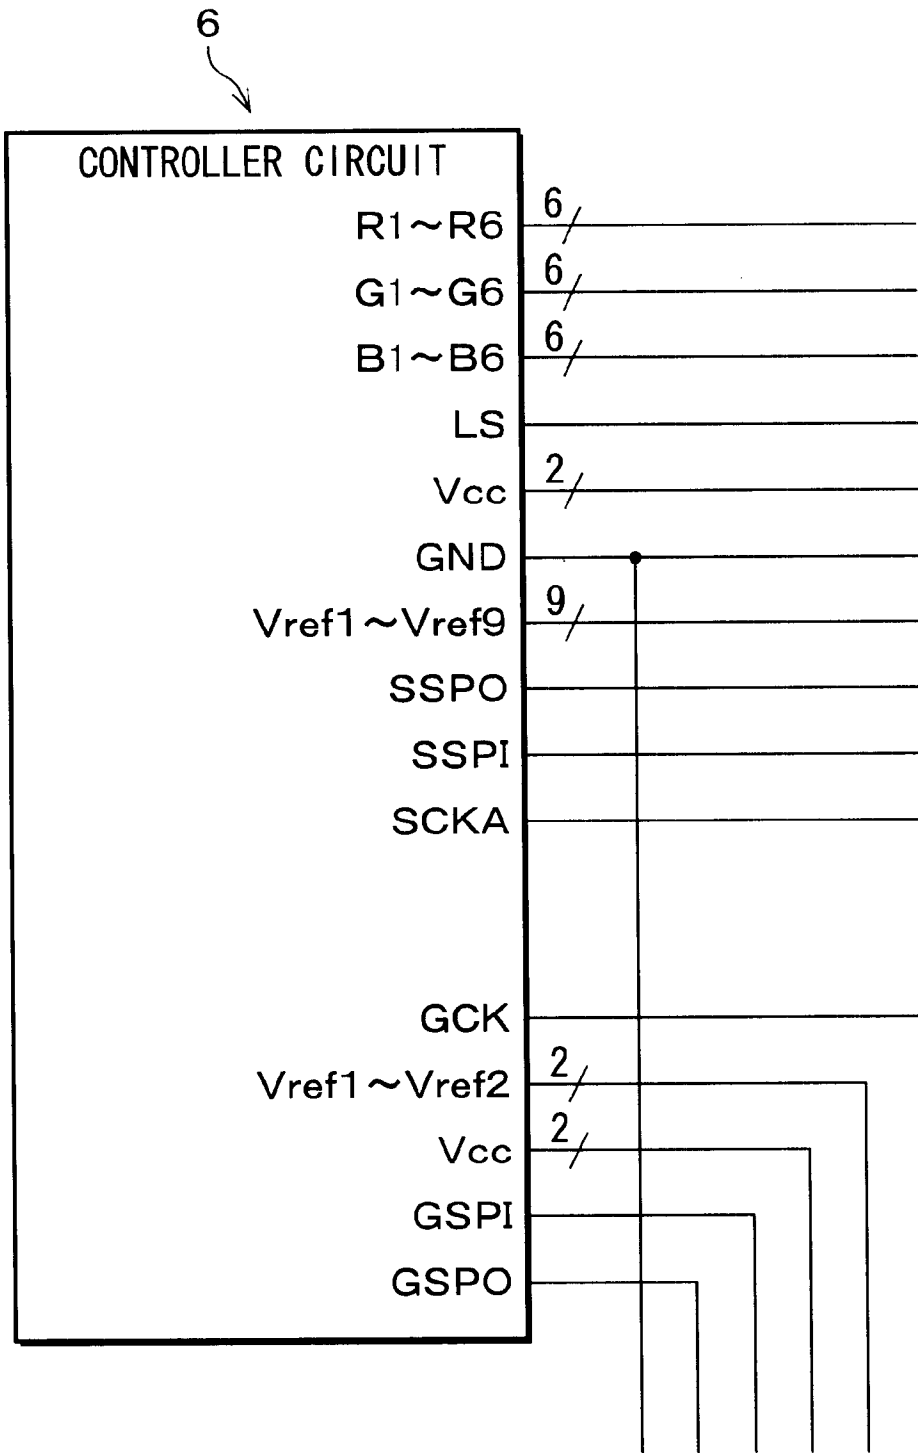 6
CONTROLLER CIRCUIT
R1~R6 6
G1~G6 6
B1~B6 6
LS
Vcc 2
GND
Vref1~Vref9 9
SSPO
SSPI
SCKA
GCK
Vref1~Vref2 2
Vcc 2
GSPI
GSPO